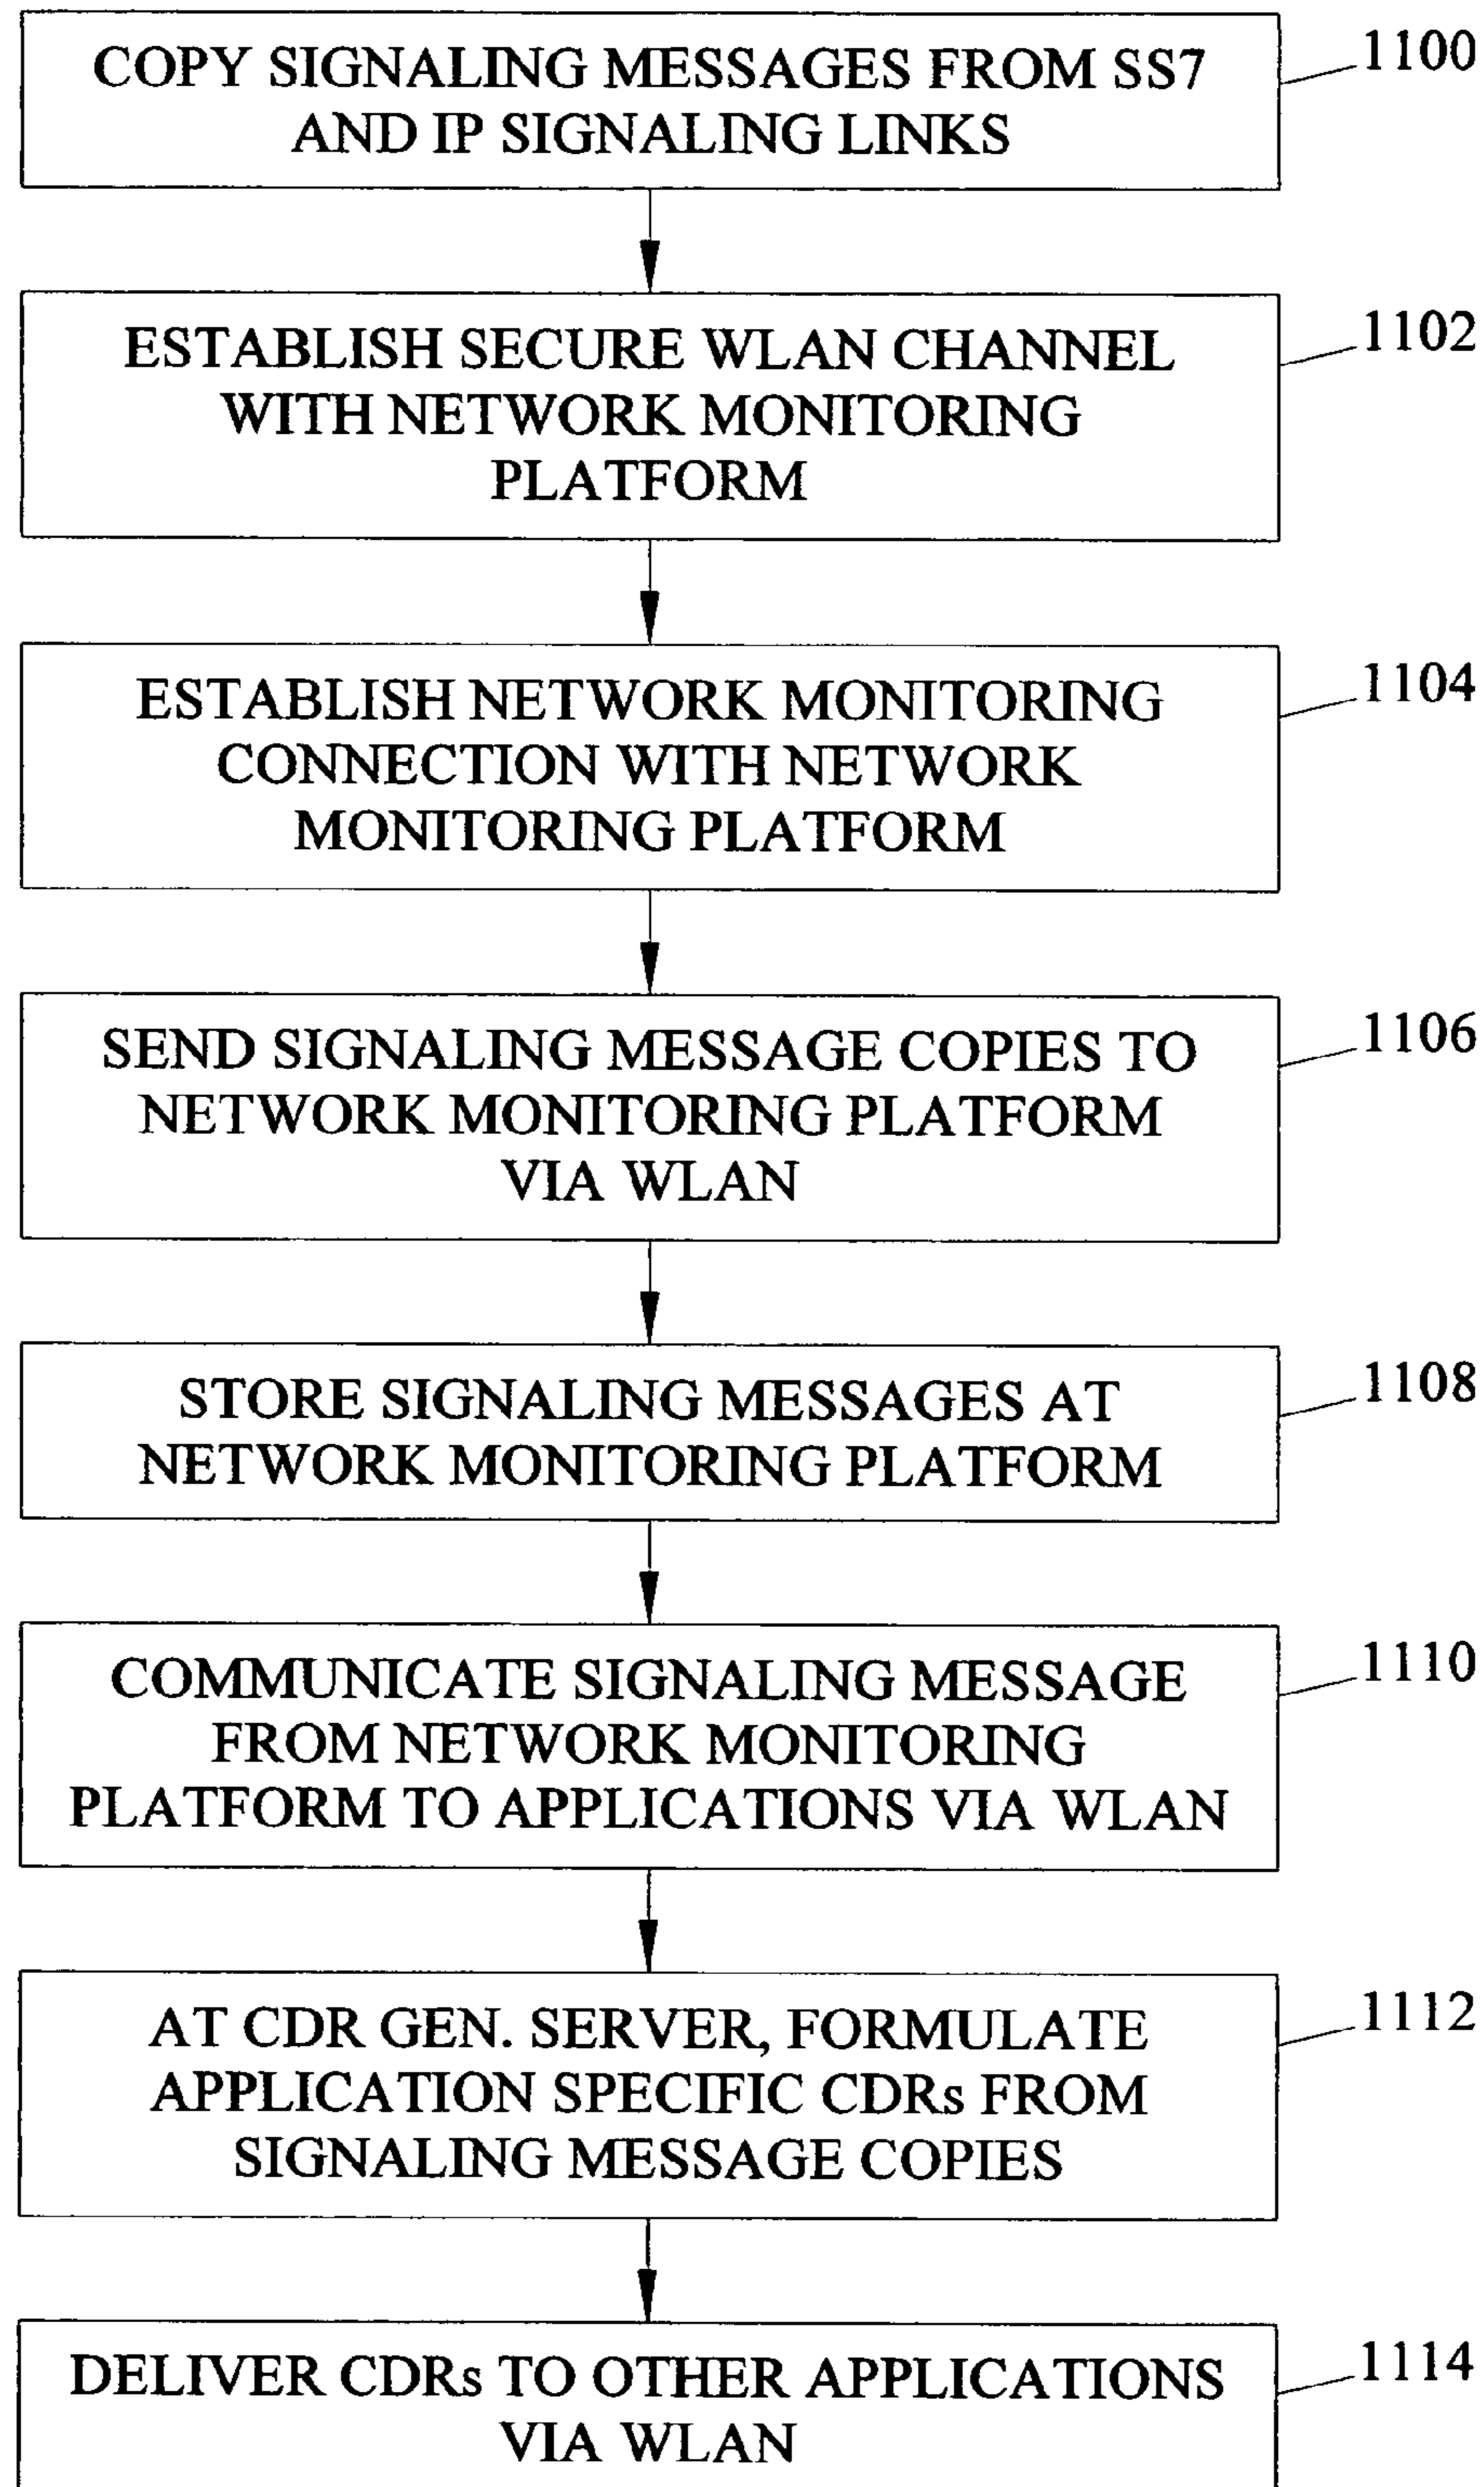 COPY SIGNALING MESSAGES FROM SS7
AND IP SIGNALING LINKS
1100
ESTABLISH SECURE WLAN CHANNEL
WITH NETWORK MONITORING
PLATFORM
1102
ESTABLISH NETWORK MONITORING
CONNECTION WITH NETWORK
MONITORING PLATFORM
1104
SEND SIGNALING MESSAGE COPIES TO
NETWORK MONITORING PLATFORM
VIA WLAN
1106
STORE SIGNALING MESSAGES AT
NETWORK MONITORING PLATFORM
1108
COMMUNICATE SIGNALING MESSAGE
FROM NETWORK MONITORING
PLATFORM TO APPLICATIONS VIA WLAN
1110
AT CDR GEN. SERVER, FORMULATE
APPLICATION SPECIFIC CDRs FROM
SIGNALING MESSAGE COPIES
1112
DELIVER CDRs TO OTHER APPLICATIONS
VIA WLAN
1114